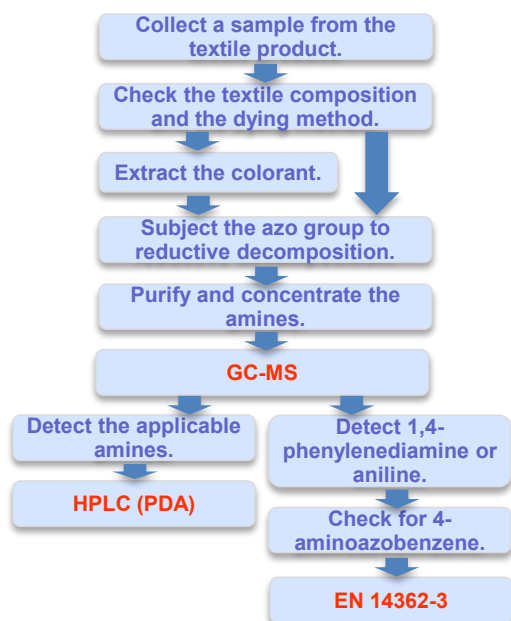 Collect a sample from the
textile product.
Check the textile composition
and the dying method.
Extract the colorant.
Subject the azo group to
reductive decomposition.
Purify and concentrate the
amines.
GC-MS
Detect the applicable
amines.
HPLC (PDA)
Detect 1,4-
phenylenediamine or
aniline.
Check for 4-
aminoazobenzene.
EN 14362-3